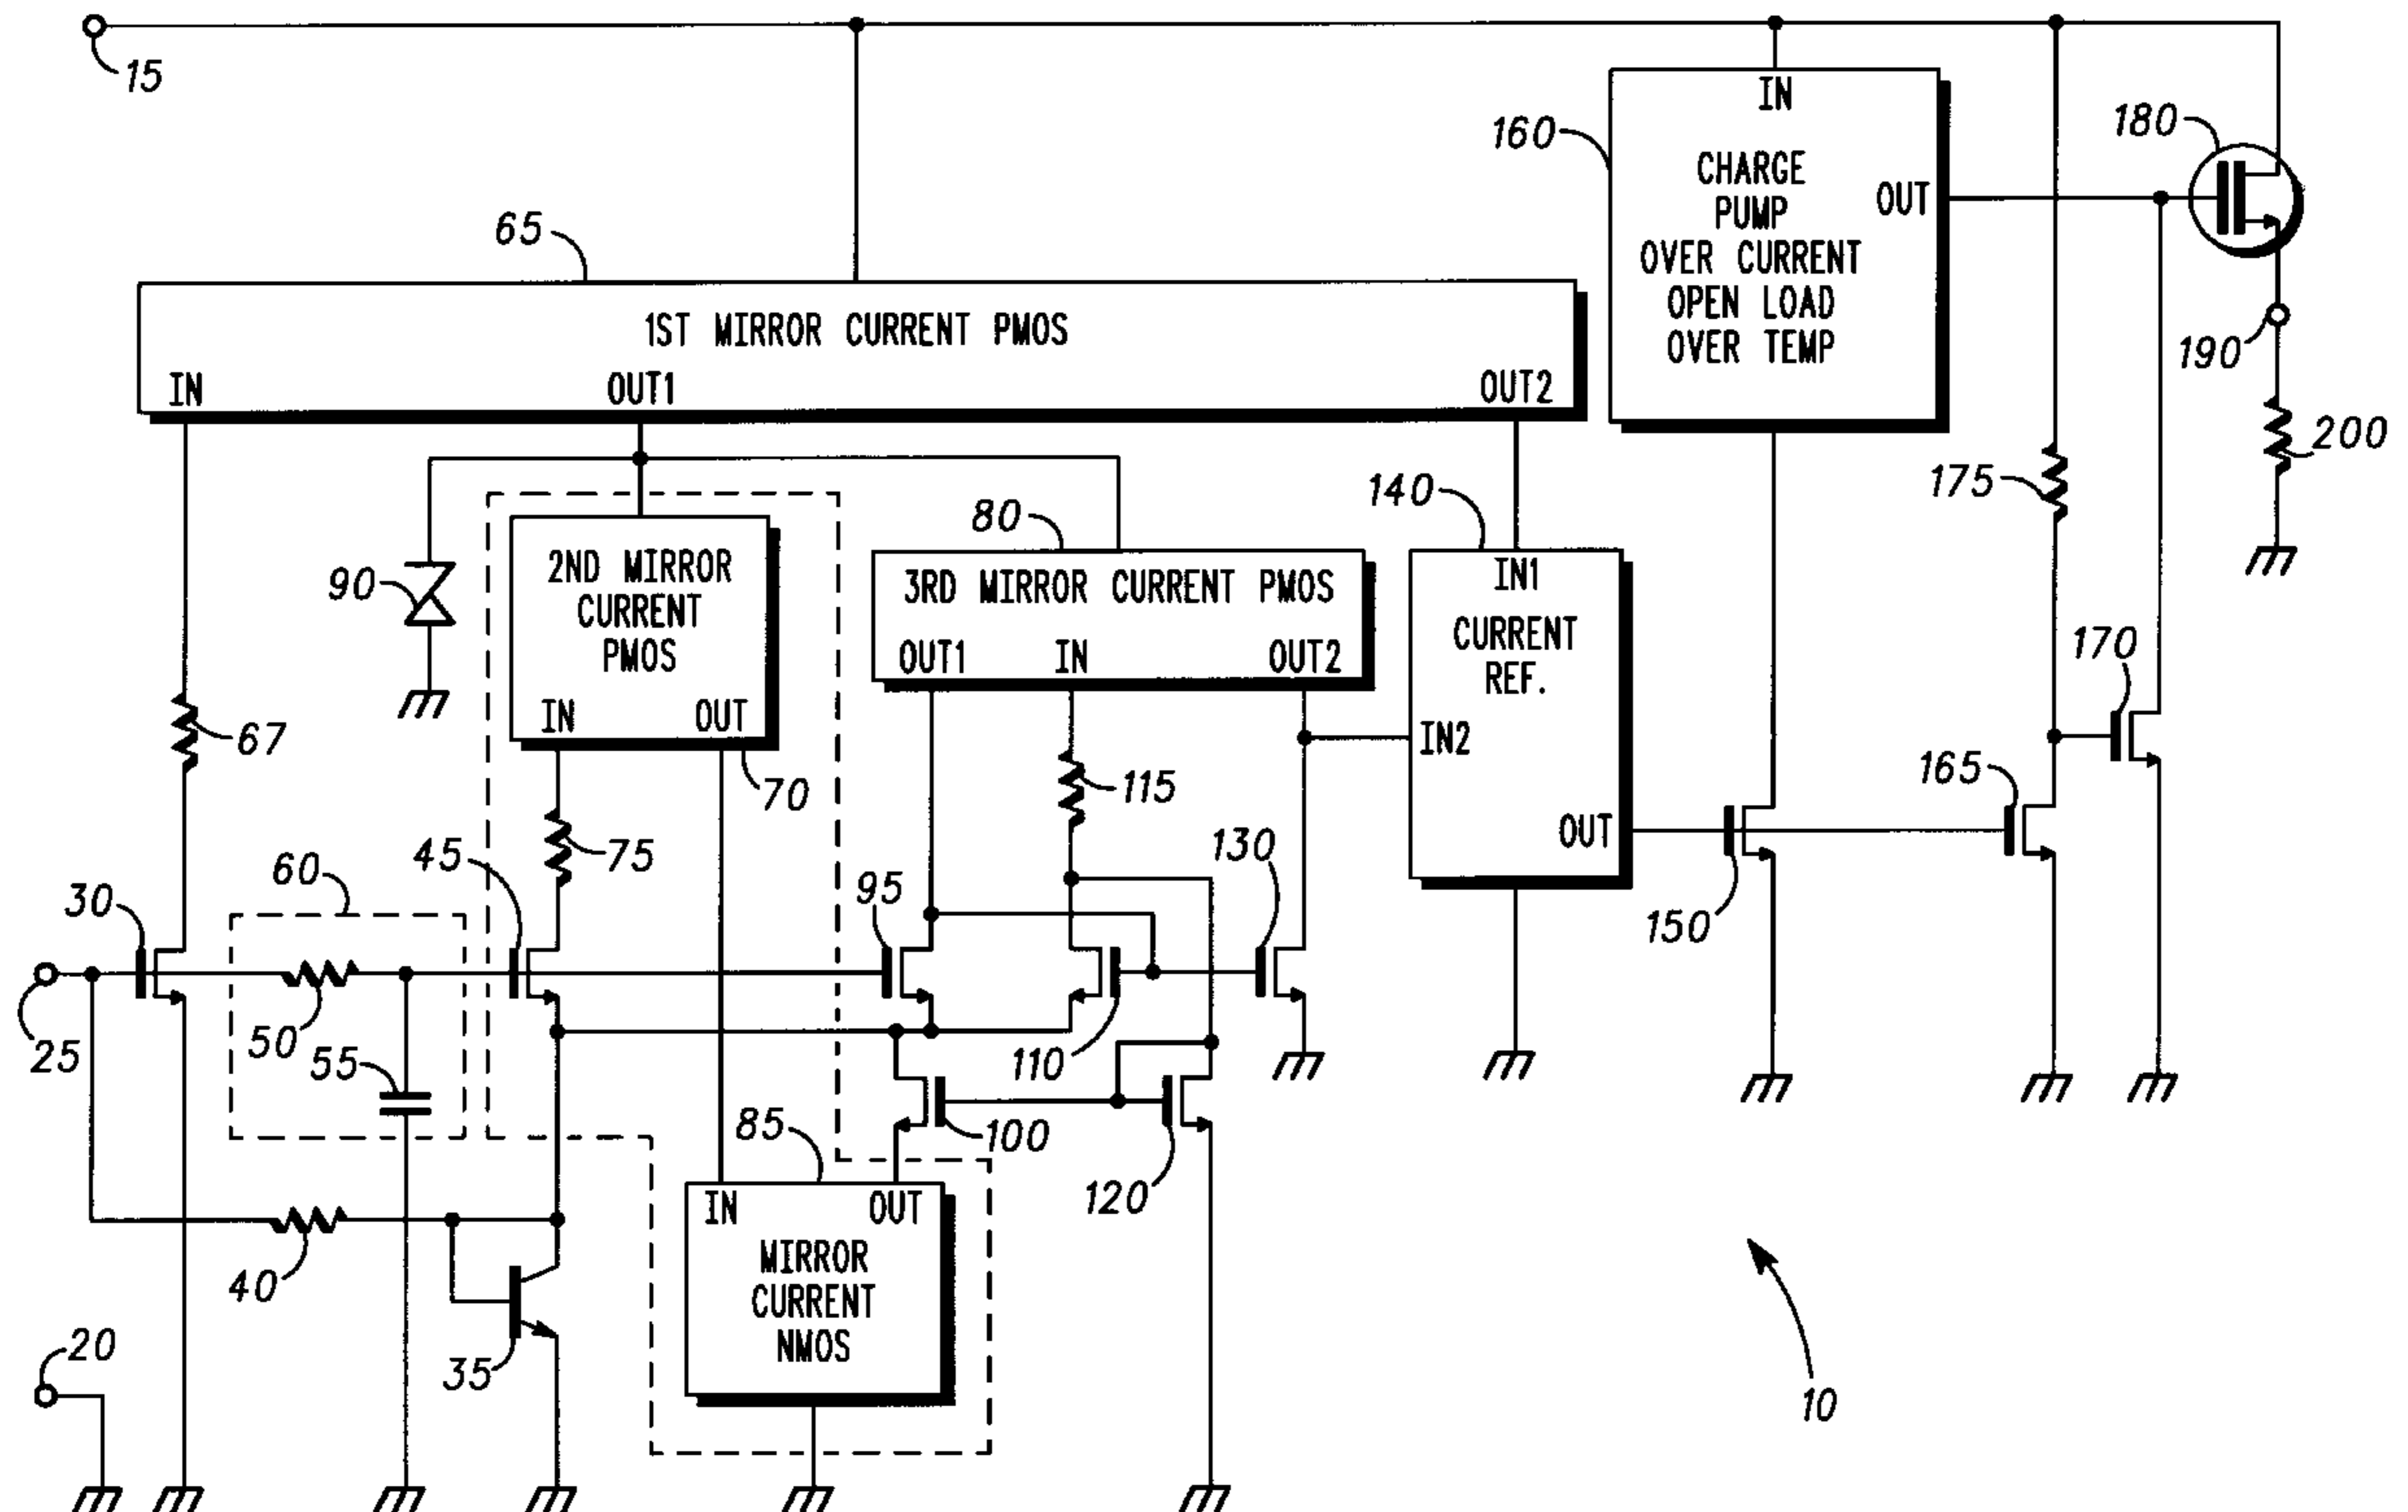 15
IN
160
CHARGE
PUMP
OVER CURRENT
OPEN LOAD
OVER TEMP
OUT
180
190
200
65
1ST MIRROR CURRENT PMOS
IN
OUT1
OUT2
175
90
2ND MIRROR
CURRENT
PMOS
IN
OUT
70
80
3RD MIRROR CURRENT PMOS
OUT1
IN
OUT2
140
IN1
CURRENT
REF.
IN2
OUT
67
75
115
130
165
170
150
30
60
45
95
25
50
55
110
85
100
120
IN
OUT
MIRROR
CURRENT
NMOS
40
35
20
10